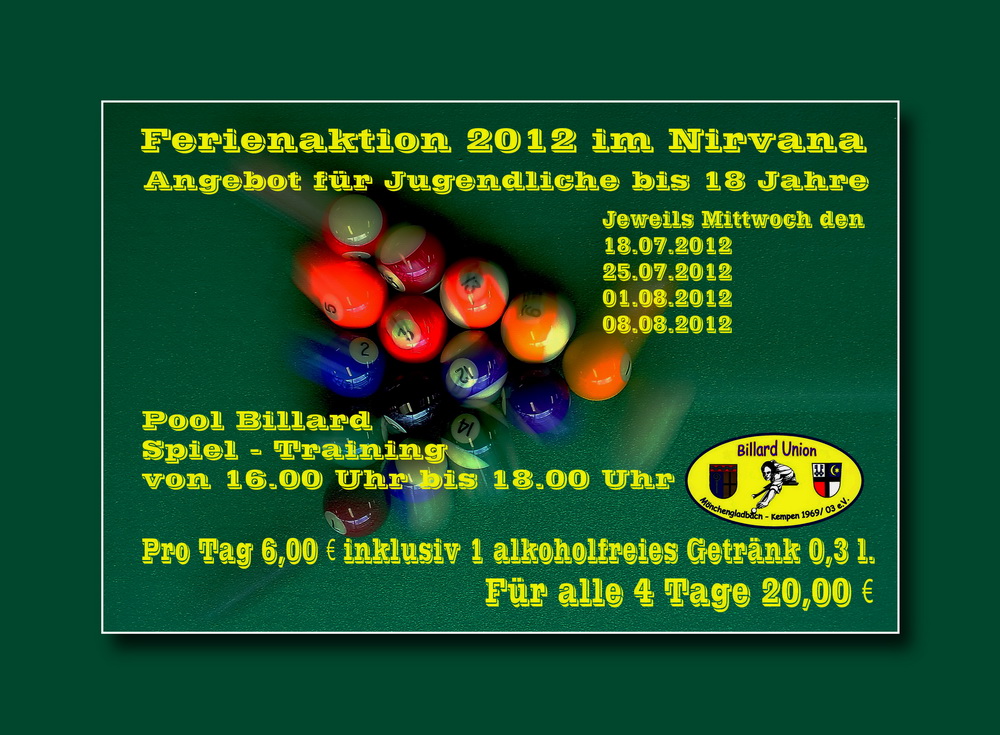 Ferienaktion 2012 im Nirvana
Angebot für Jugendliche bis 18 Jahre
Jeweils Mittwoch den
18.07.2012
25.07.2012
01.08.2012
08.08.2012
Pool Billard
Spiel - Training
von 16.00 Uhr bis 18.00 Uhr
Billard Union
Mönchengladbach - Kempen 1969/ 03 e.V.
Pro Tag 6,00 € inklusiv 1 alkoholfreies Getränk 0,3 l.
Für alle 4 Tage 20,00 €
2
12
14